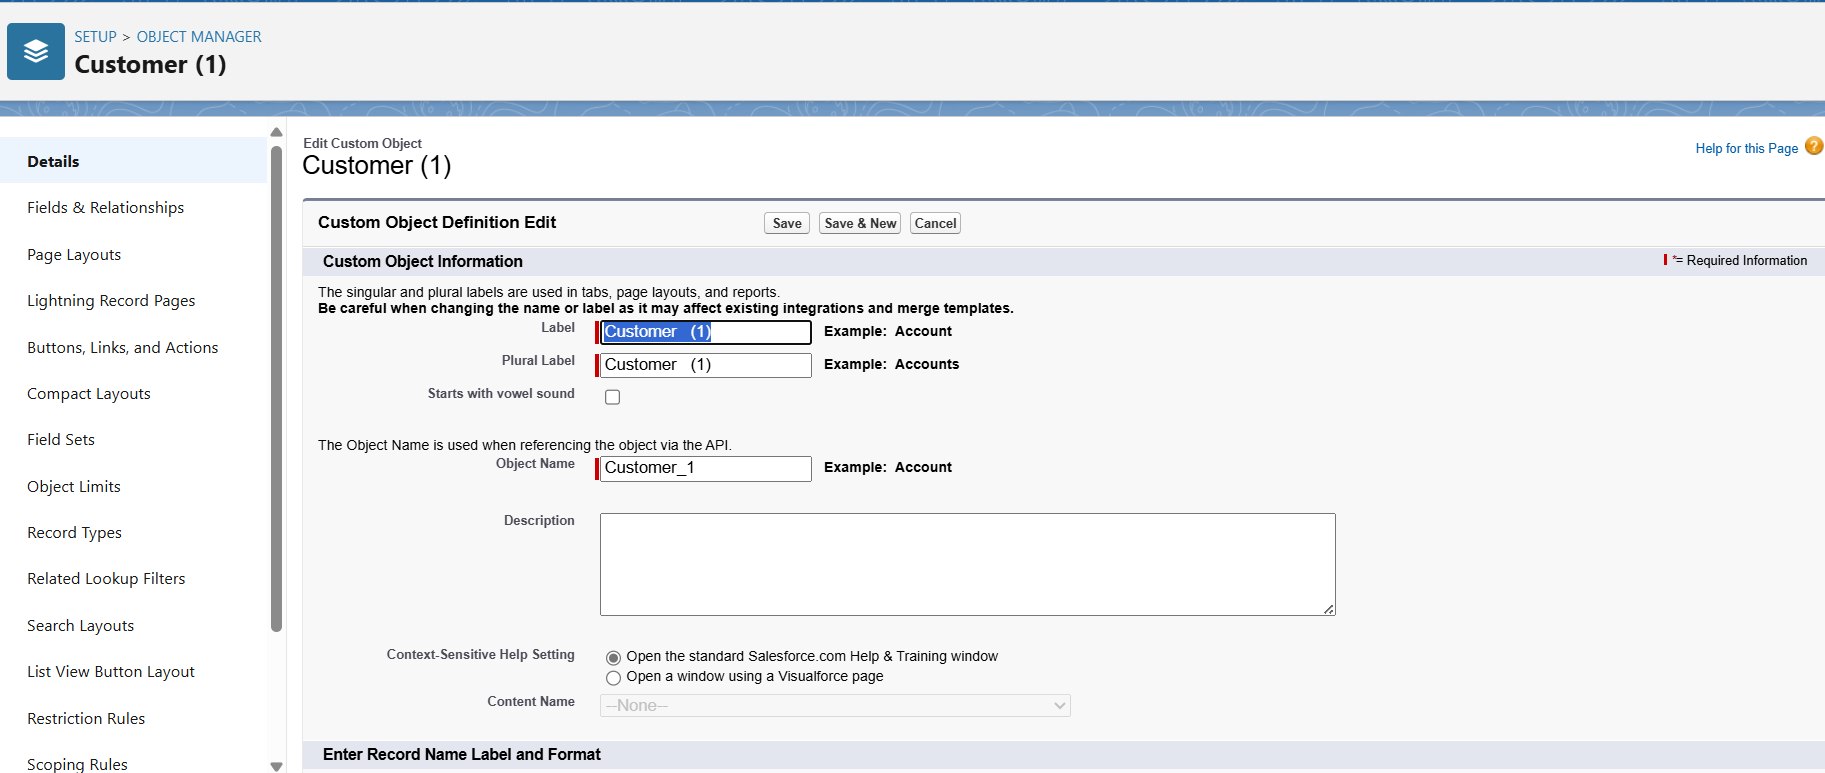 SETUP > OBJECT MANAGER
Customer (1)
Details
Fields & Relationships
Page Layouts
Lightning Record Pages
Buttons, Links, and Actions
Compact Layouts
Field Sets
Object Limits
Record Types
Related Lookup Filters
Search Layouts
List View Button Layout
Restriction Rules
Scoping Rules
Edit Custom Object
Customer (1)
Help for this Page ?
Custom Object Definition Edit Save Save & New Cancel
Custom Object Information *= Required Information
The singular and plural labels are used in tabs, page layouts, and reports.
Be careful when changing the name or label as it may affect existing integrations and merge templates.
Label Customer   (1) Example: Account
Plural Label Customer   (1) Example: Accounts
Starts with vowel sound
The Object Name is used when referencing the object via the API.
Object Name Customer_1 Example: Account
Description
Context-Sensitive Help Setting Open the standard Salesforce.com Help & Training window
Open a window using a Visualforce page
Content Name --None--
Enter Record Name Label and Format